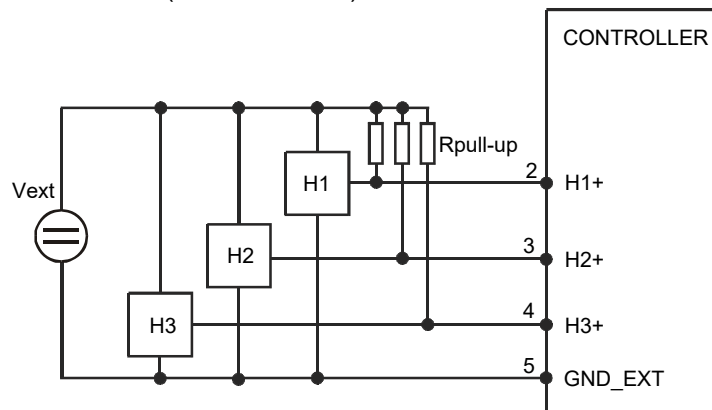 CONTROLLER
Rpull-up
H1
2
H1+
Vext
3
H2
H2+
4
H3
H3+
5
GND_EXT